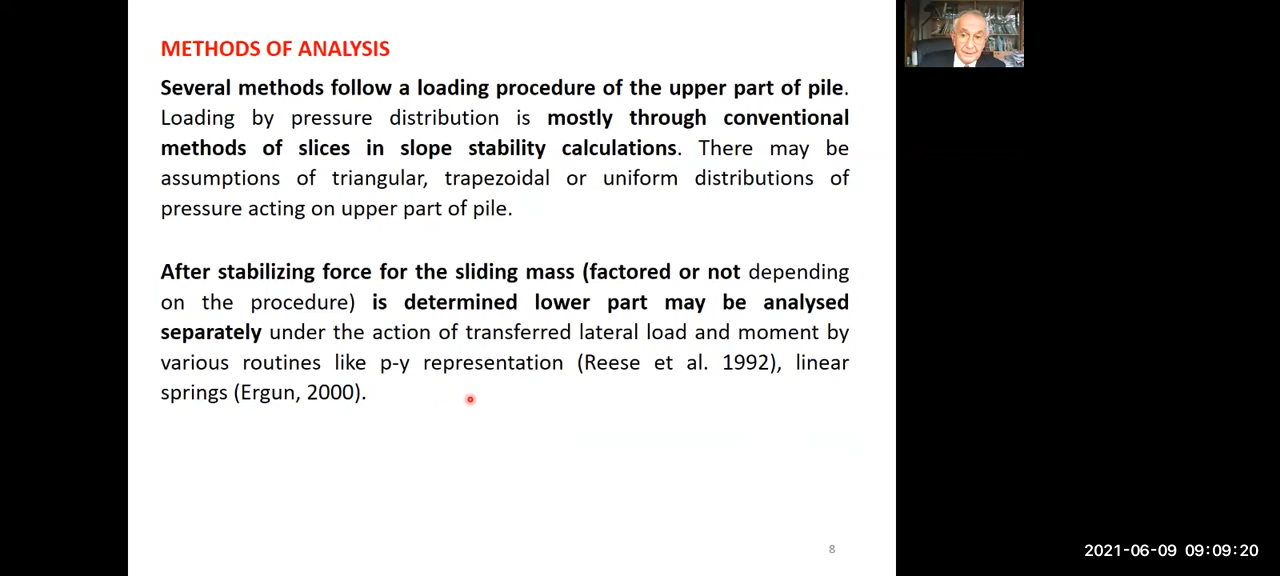 METHODS OF ANALYSIS
Several methods follow a loading procedure of the upper part of pile.
Loading by pressure distribution is mostly through conventional
methods of slices in slope stability calculations. There may be
assumptions of triangular, trapezoidal or uniform distributions of
pressure acting on upper part of pile.
After stabilizing force for the sliding mass (factored or not depending
on the procedure) is determined lower part may be analysed
separately under the action of transferred lateral load and moment by
various routines like p-y representation (Reese et al. 1992), linear
springs (Ergun, 2000).
8
2021-06-09 09:09:20